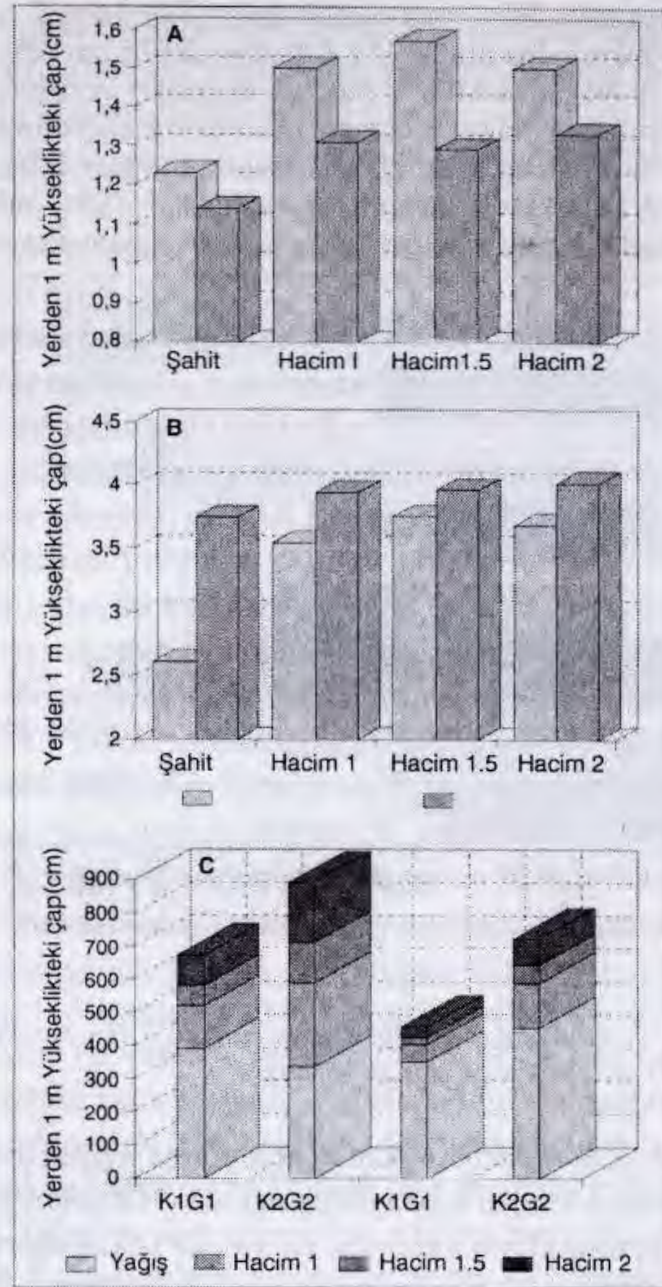 A
Yerden 1 m Yükseklikteki çap(cm)
1,6
1,5
1,4
1,3
1,2
1,1
1
0,9
0,8
Şahit Hacim I Hacim1.5 Hacim 2
B
Yerden 1 m Yükseklikteki çap(cm)
4,5
4
3,5
3
2,5
2
Şahit Hacim 1 Hacim 1.5 Hacim 2
C
Yerden 1 m Yükseklikteki çap(cm)
900
800
700
600
500
400
300
200
100
0
K1G1 K2G2 K1G1 K2G2
Yağış Hacim 1 Hacim 1.5 Hacim 2